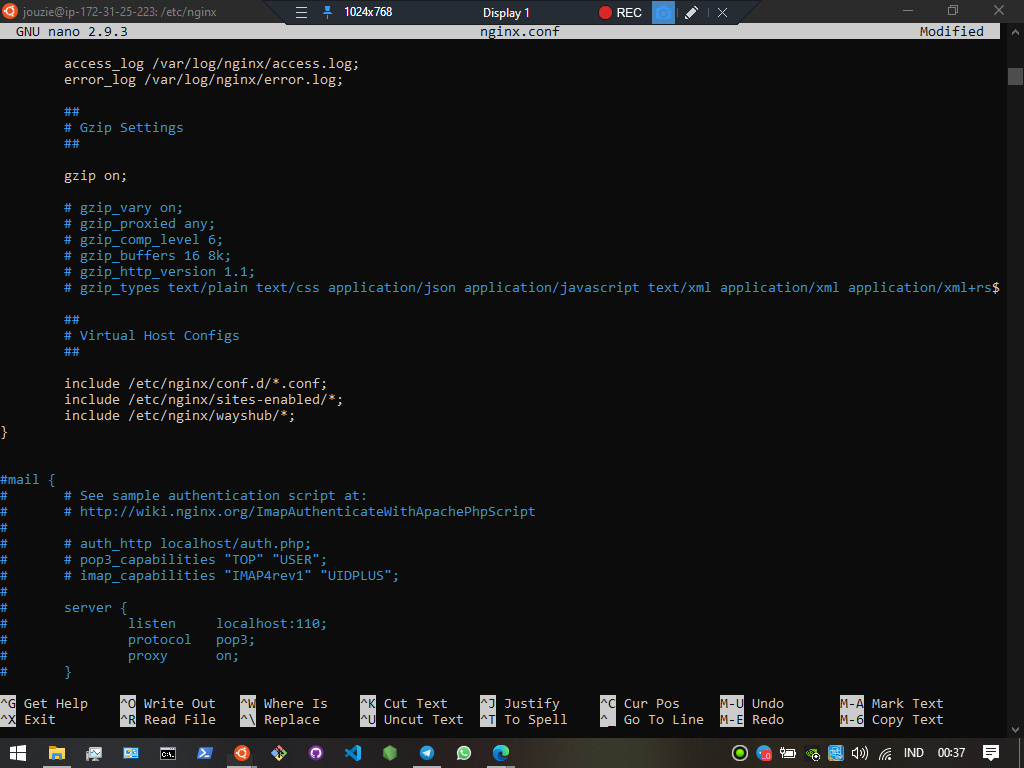 jouzie@ip-172-31-25-223: /etc/nginx
1024x768 Display 1 REC
GNU nano 2.9.3 nginx.conf Modified
access_log /var/log/nginx/access.log;
error_log /var/log/nginx/error.log;
##
# Gzip Settings
##
gzip on;
# gzip_vary on;
# gzip_proxied any;
# gzip_comp_level 6;
# gzip_buffers 16 8k;
# gzip_http_version 1.1;
# gzip_types text/plain text/css application/json application/javascript text/xml application/xml application/xml+rs$
##
# Virtual Host Configs
##
include /etc/nginx/conf.d/*.conf;
include /etc/nginx/sites-enabled/*;
include /etc/nginx/wayshub/*;
}
#mail {
# # See sample authentication script at:
# # http://wiki.nginx.org/ImapAuthenticateWithApachePhpScript
#
# # auth_http localhost/auth.php;
# # pop3_capabilities "TOP" "USER";
# # imap_capabilities "IMAP4rev1" "UIDPLUS";
#
# server {
# listen localhost:110;
# protocol pop3;
# proxy on;
# }
^G Get Help ^O Write Out ^W Where Is ^K Cut Text ^J Justify ^C Cur Pos M-U Undo M-A Mark Text
^X Exit ^R Read File ^\ Replace ^U Uncut Text ^T To Spell ^_ Go To Line M-E Redo M-6 Copy Text
IND 00:37